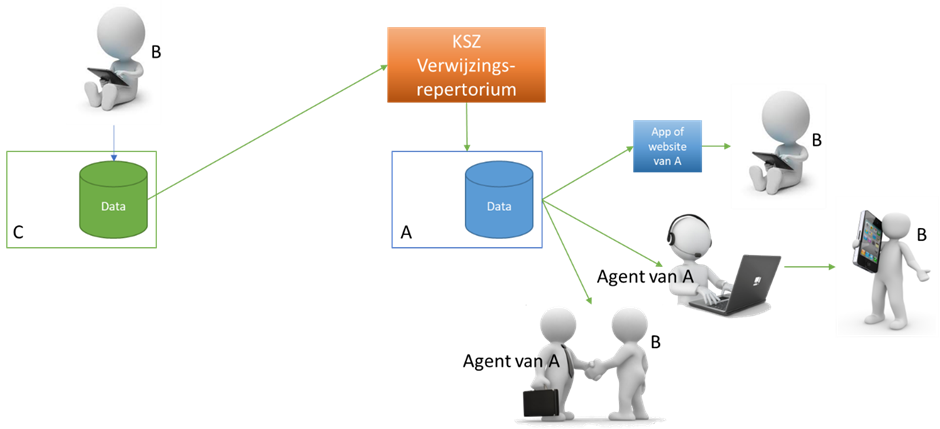 B
KSZ
Verwijzings-
repertorium
App of
website
van A
B
Data
C
Data
A
Agent van A
B
Agent van A
B